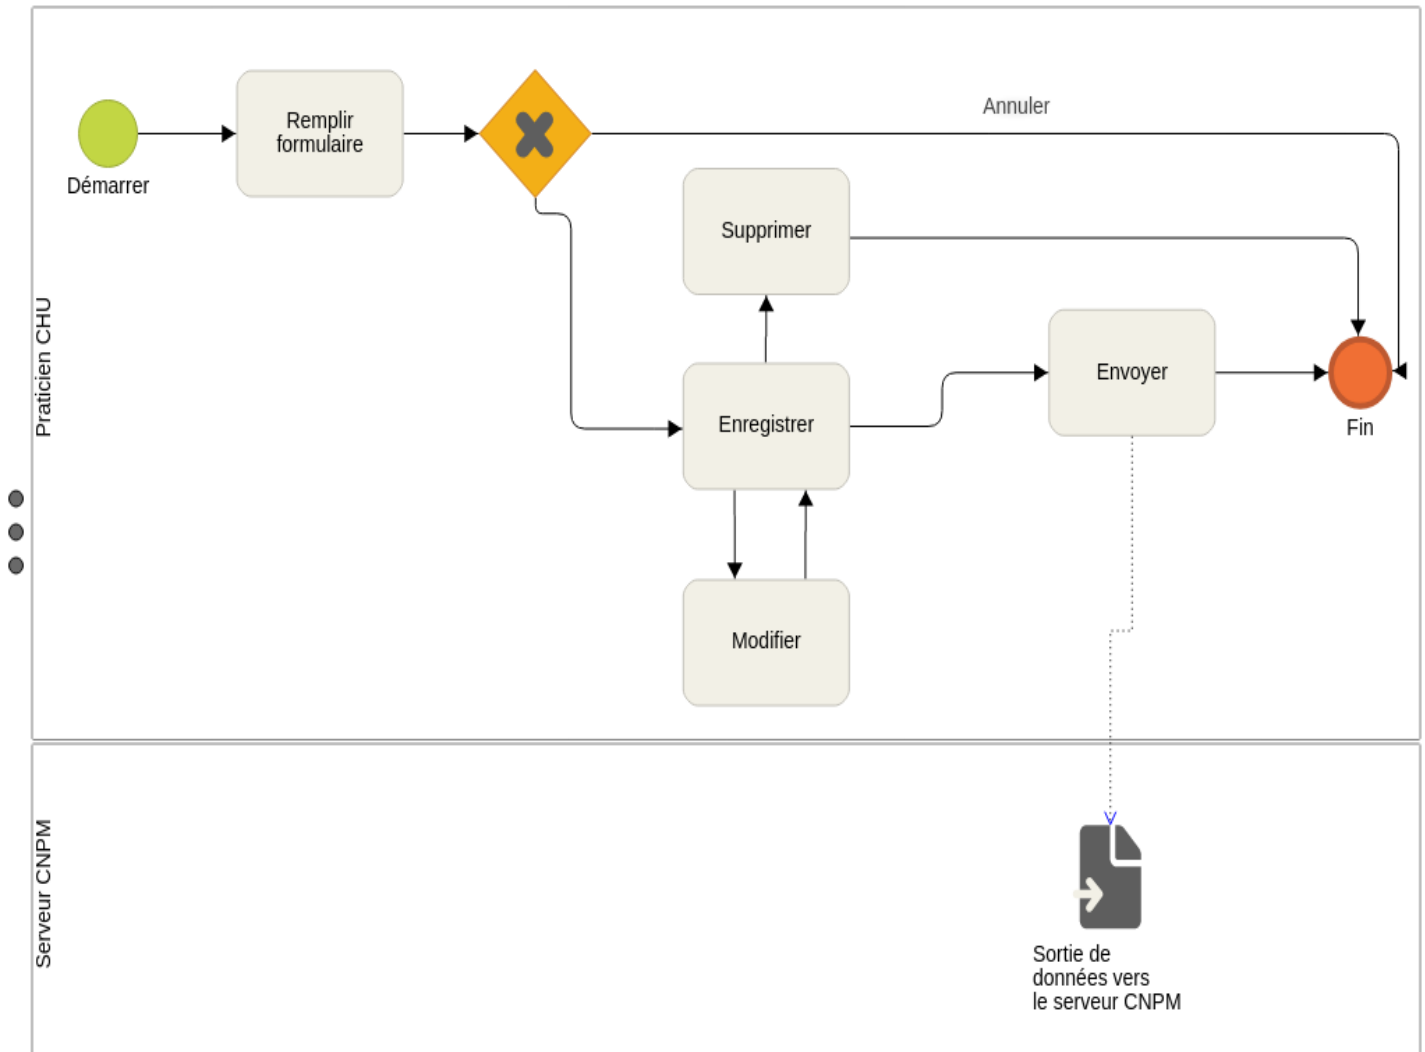 Annuler
Remplir
formulaire
Démarrer
Supprimer
Praticien CHU
Envoyer
Enregistrer
Fin
Modifier
Serveur CNPM
Sortie de
données vers
le serveur CNPM